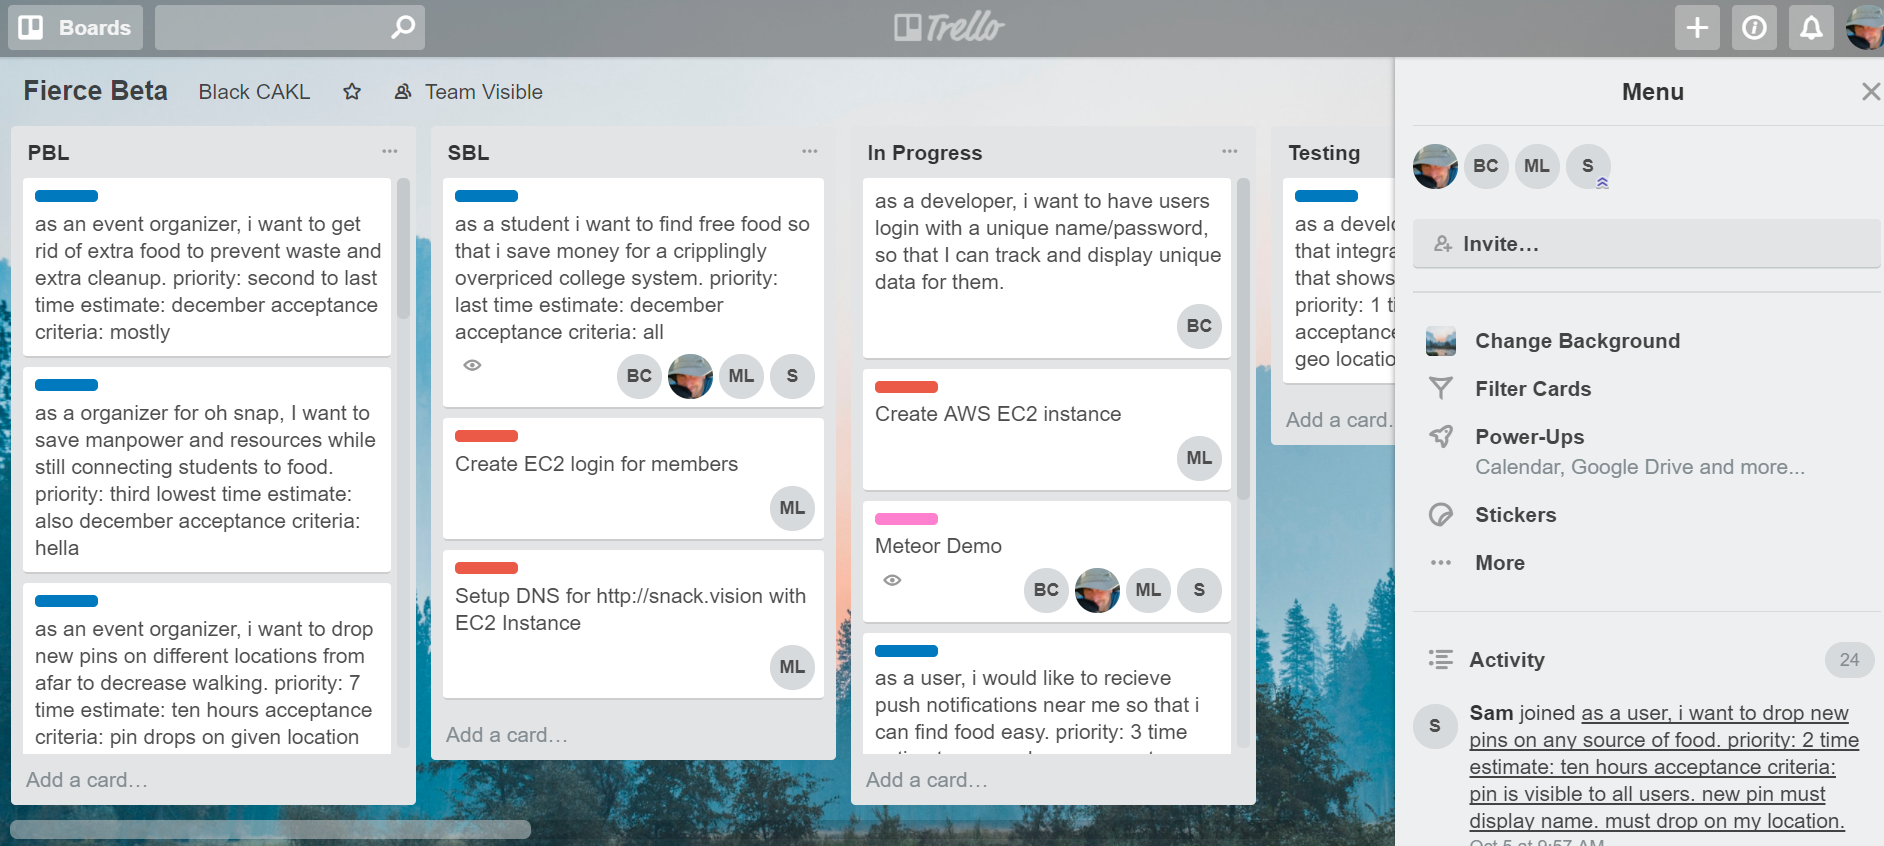 Boards
Trello
Fierce Beta
Black CAKL
Team Visible
PBL
as an event organizer, i want to get
rid of extra food to prevent waste and
extra cleanup. priority: second to last
time estimate: december acceptance
criteria: mostly
as a organizer for oh snap, I want to
save manpower and resources while
still connecting students to food.
priority: third lowest time estimate:
also december acceptance criteria:
hella
as an event organizer, i want to drop
new pins on different locations from
afar to decrease walking. priority: 7
time estimate: ten hours acceptance
criteria: pin drops on given location
Add a card…
SBL
as a student i want to find free food so
that i save money for a cripplingly
overpriced college system. priority:
last time estimate: december
acceptance criteria: all
BC
ML
S
Create EC2 login for members
ML
Setup DNS for http://snack.vision with
EC2 Instance
ML
Add a card…
In Progress
as a developer, i want to have users
login with a unique name/password,
so that I can track and display unique
data for them.
BC
Create AWS EC2 instance
ML
Meteor Demo
BC
ML
S
as a user, i would like to recieve
push notifications near me so that i
can find food easy. priority: 3 time
Add a card…
Testing
as a develo
that integra
that shows
priority: 1 ti
acceptance
geo locatio
Add a card.
Menu
BC
ML
S
Invite…
Change Background
Filter Cards
Power-Ups
Calendar, Google Drive and more...
Stickers
More
Activity
24
S
Sam joined as a user, i want to drop new
pins on any source of food. priority: 2 time
estimate: ten hours acceptance criteria:
pin is visible to all users. new pin must
display name. must drop on my location.
Oct 5 at 9:57 AM